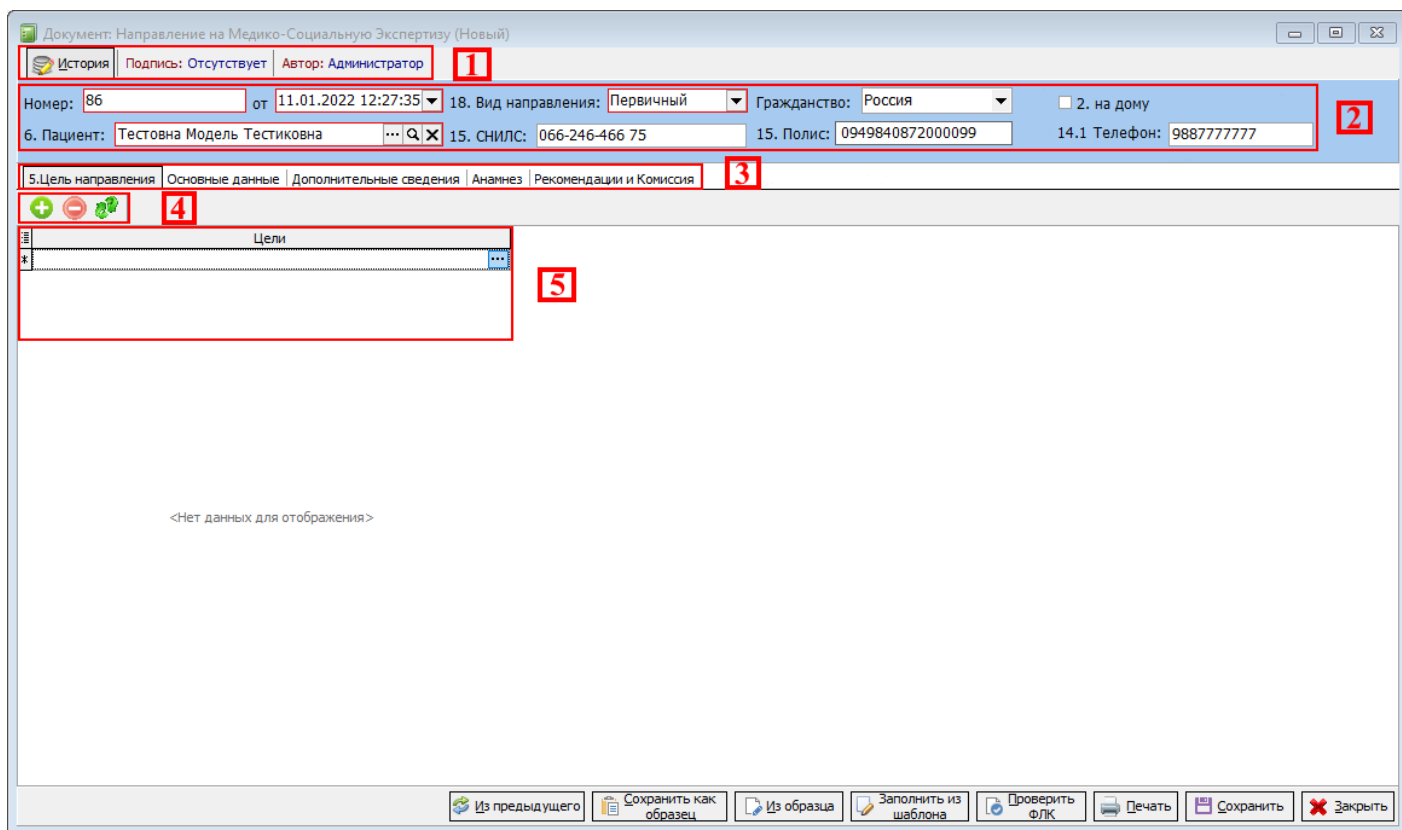 Документ: Направление на Медико-Социальную Экспертизу (Новый)
История Подпись: Отсутствует Автор: Администратор 1
Номер: 86 от 11.01.2022 12:27:35 18. Вид направления: Первичный Гражданство: Россия 2. на дому
2
6. Пациент: Тестовна Модель Тестиковна 15. СНИЛС: 066-246-466 75 15. Полис: 0949840872000099 14.1 Телефон: 9887777777
5.Цель направления Основные данные Дополнительные сведения Анамнез Рекомендации и Комиссия 3
4
Цели
5
<Нет данных для отображения>
Из предыдущего Сохранить как образец Из образца Заполнить из шаблона Проверить ФЛК Печать Сохранить Закрыть